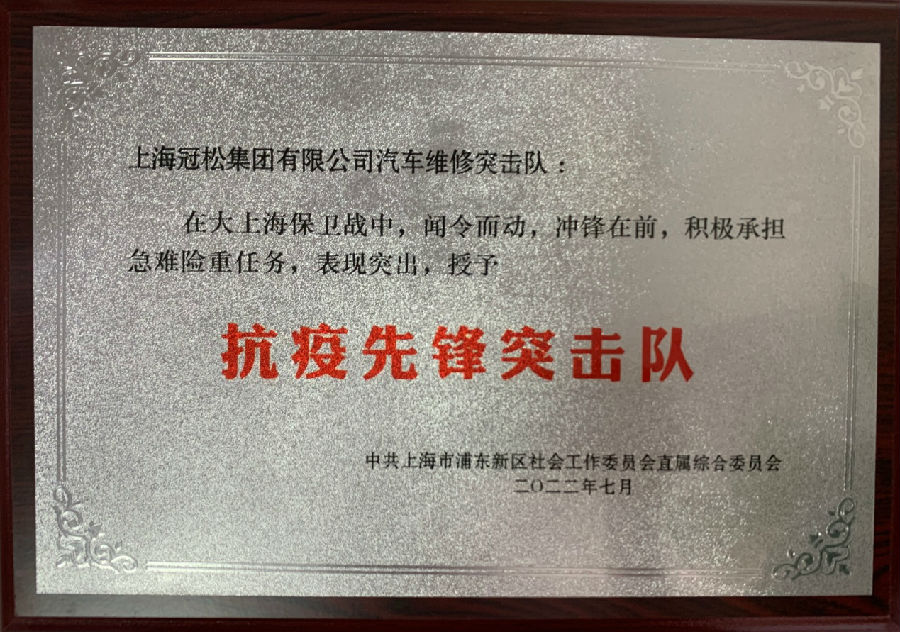 上海冠松集团有限公司汽车维修突击队：
在大上海保卫战中，闻令而动，冲锋在前，积极承担
急难险重任务，表现突出，授予
抗疫先锋突击队
中共上海市浦东新区社会工作委员会直属综合委员会
二〇二二年七月